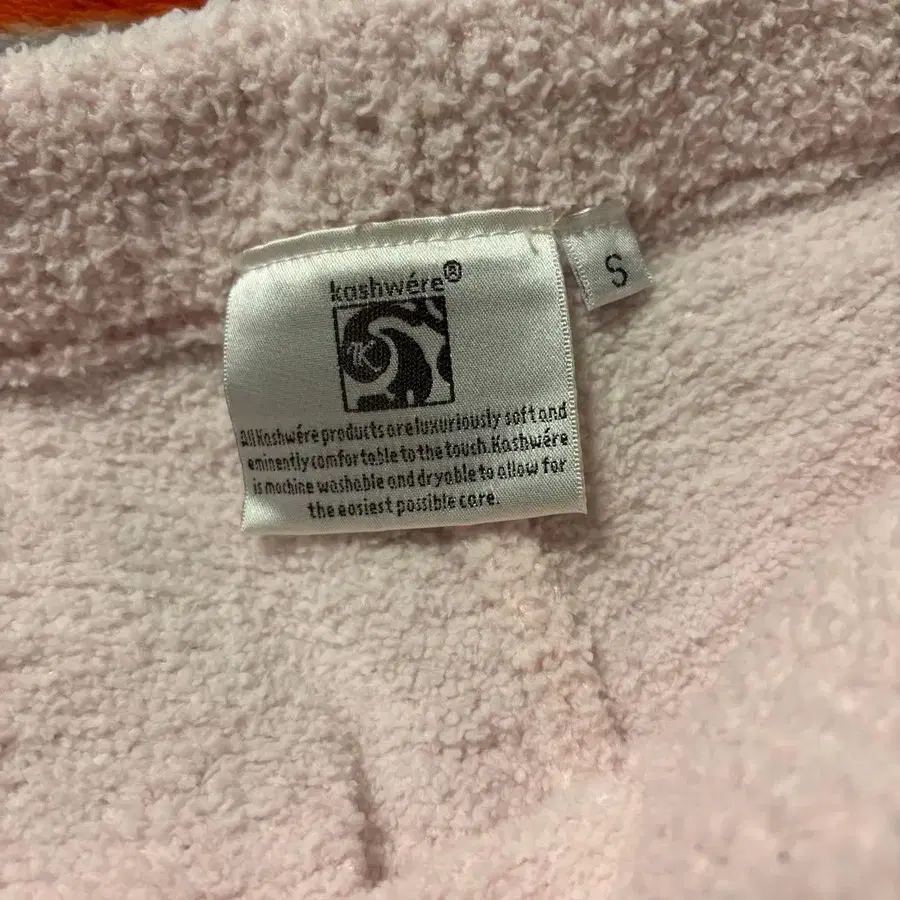 kashwére®
S
K
All Kashwére products are luxuriously soft and
eminently comfortable to the touch. Kashwére
is machine washable and dryable to allow for
the easiest possible care.